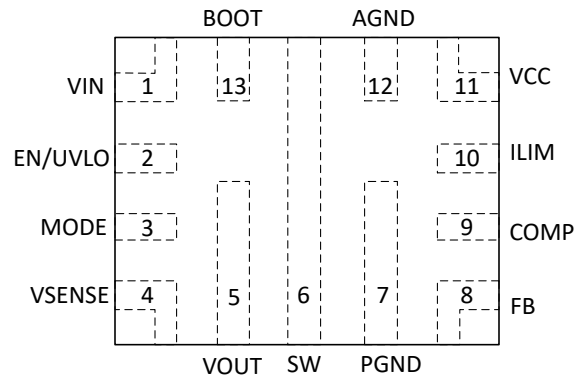 BOOT AGND
VIN 1 13 12 11 VCC
EN/UVLO 2 10 ILIM
MODE 3 9 COMP
VSENSE 4 5 6 7 8 FB
VOUT SW PGND